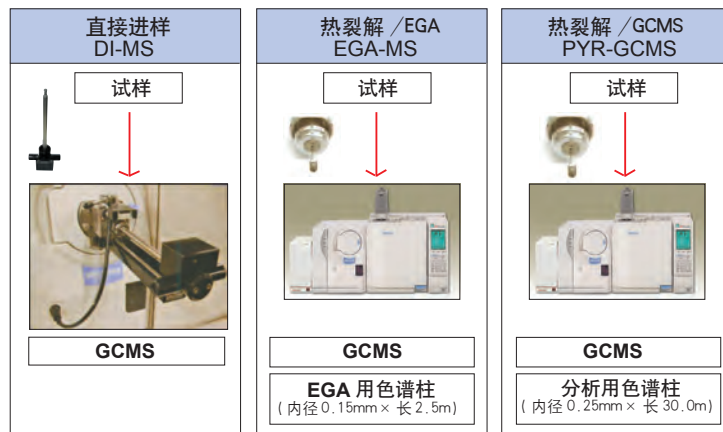 直接进样
DI-MS
试样
GCMS
热裂解 /EGA
EGA-MS
试样
GCMS
EGA 用色谱柱
( 内径 0.15mm× 长 2.5m)
热裂解 /GCMS
PYR-GCMS
试样
GCMS
分析用色谱柱
( 内径 0.25mm× 长 30.0m)